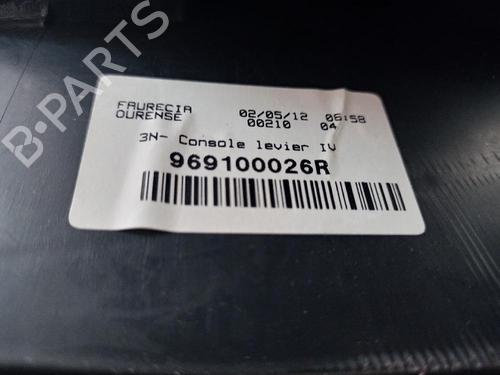 B-PARTS
FAURECIA 02/05/12 06:58
OURENSE 00210 04
3N- Console levier IV
969100026R